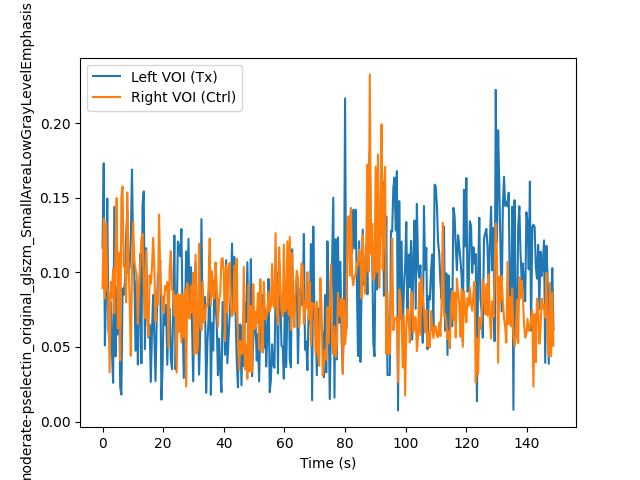 noderate-pselectin_original_glszm_SmallAreaLowGrayLevelEmphasis
Left VOI (Tx)
Right VOI (Ctrl)
0.20
0.15
0.10
0.05
0.00
0 20 40 60 80 100 120 140
Time (s)